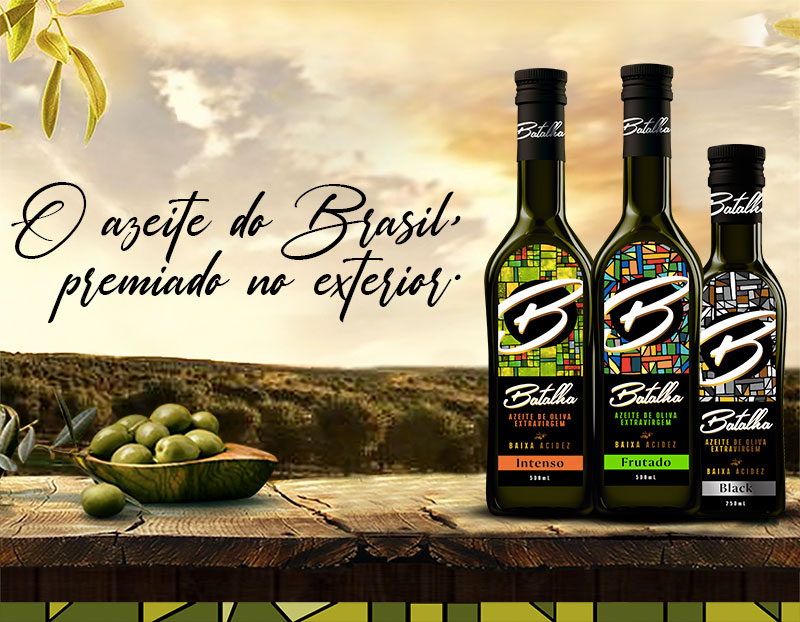 O azeite do Brasil,
premiado no exterior.
Batalha
B
Batalha
AZEITE DE OLIVA
EXTRAVIRGEM
BAIXA ACIDEZ
Intenso
500mL
Batalha
B
Batalha
AZEITE DE OLIVA
EXTRAVIRGEM
BAIXA ACIDEZ
Frutado
500mL
Batalha
B
Batalha
AZEITE DE OLIVA
EXTRAVIRGEM
BAIXA ACIDEZ
Black
250mL